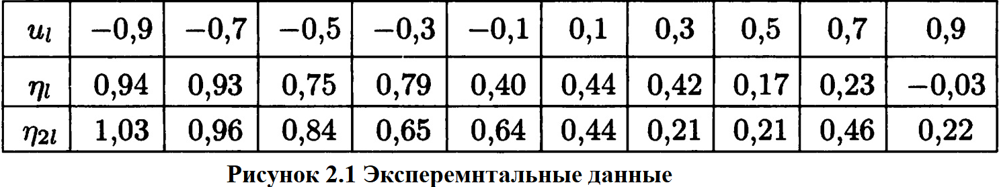 u_l −0,9 −0,7 −0,5 −0,3 −0,1 0,1 0,3 0,5 0,7 0,9
η_l 0,94 0,93 0,75 0,79 0,40 0,44 0,42 0,17 0,23 −0,03
η_{2l} 1,03 0,96 0,84 0,65 0,64 0,44 0,21 0,21 0,46 0,22
Рисунок 2.1 Эксперемнтальные данные